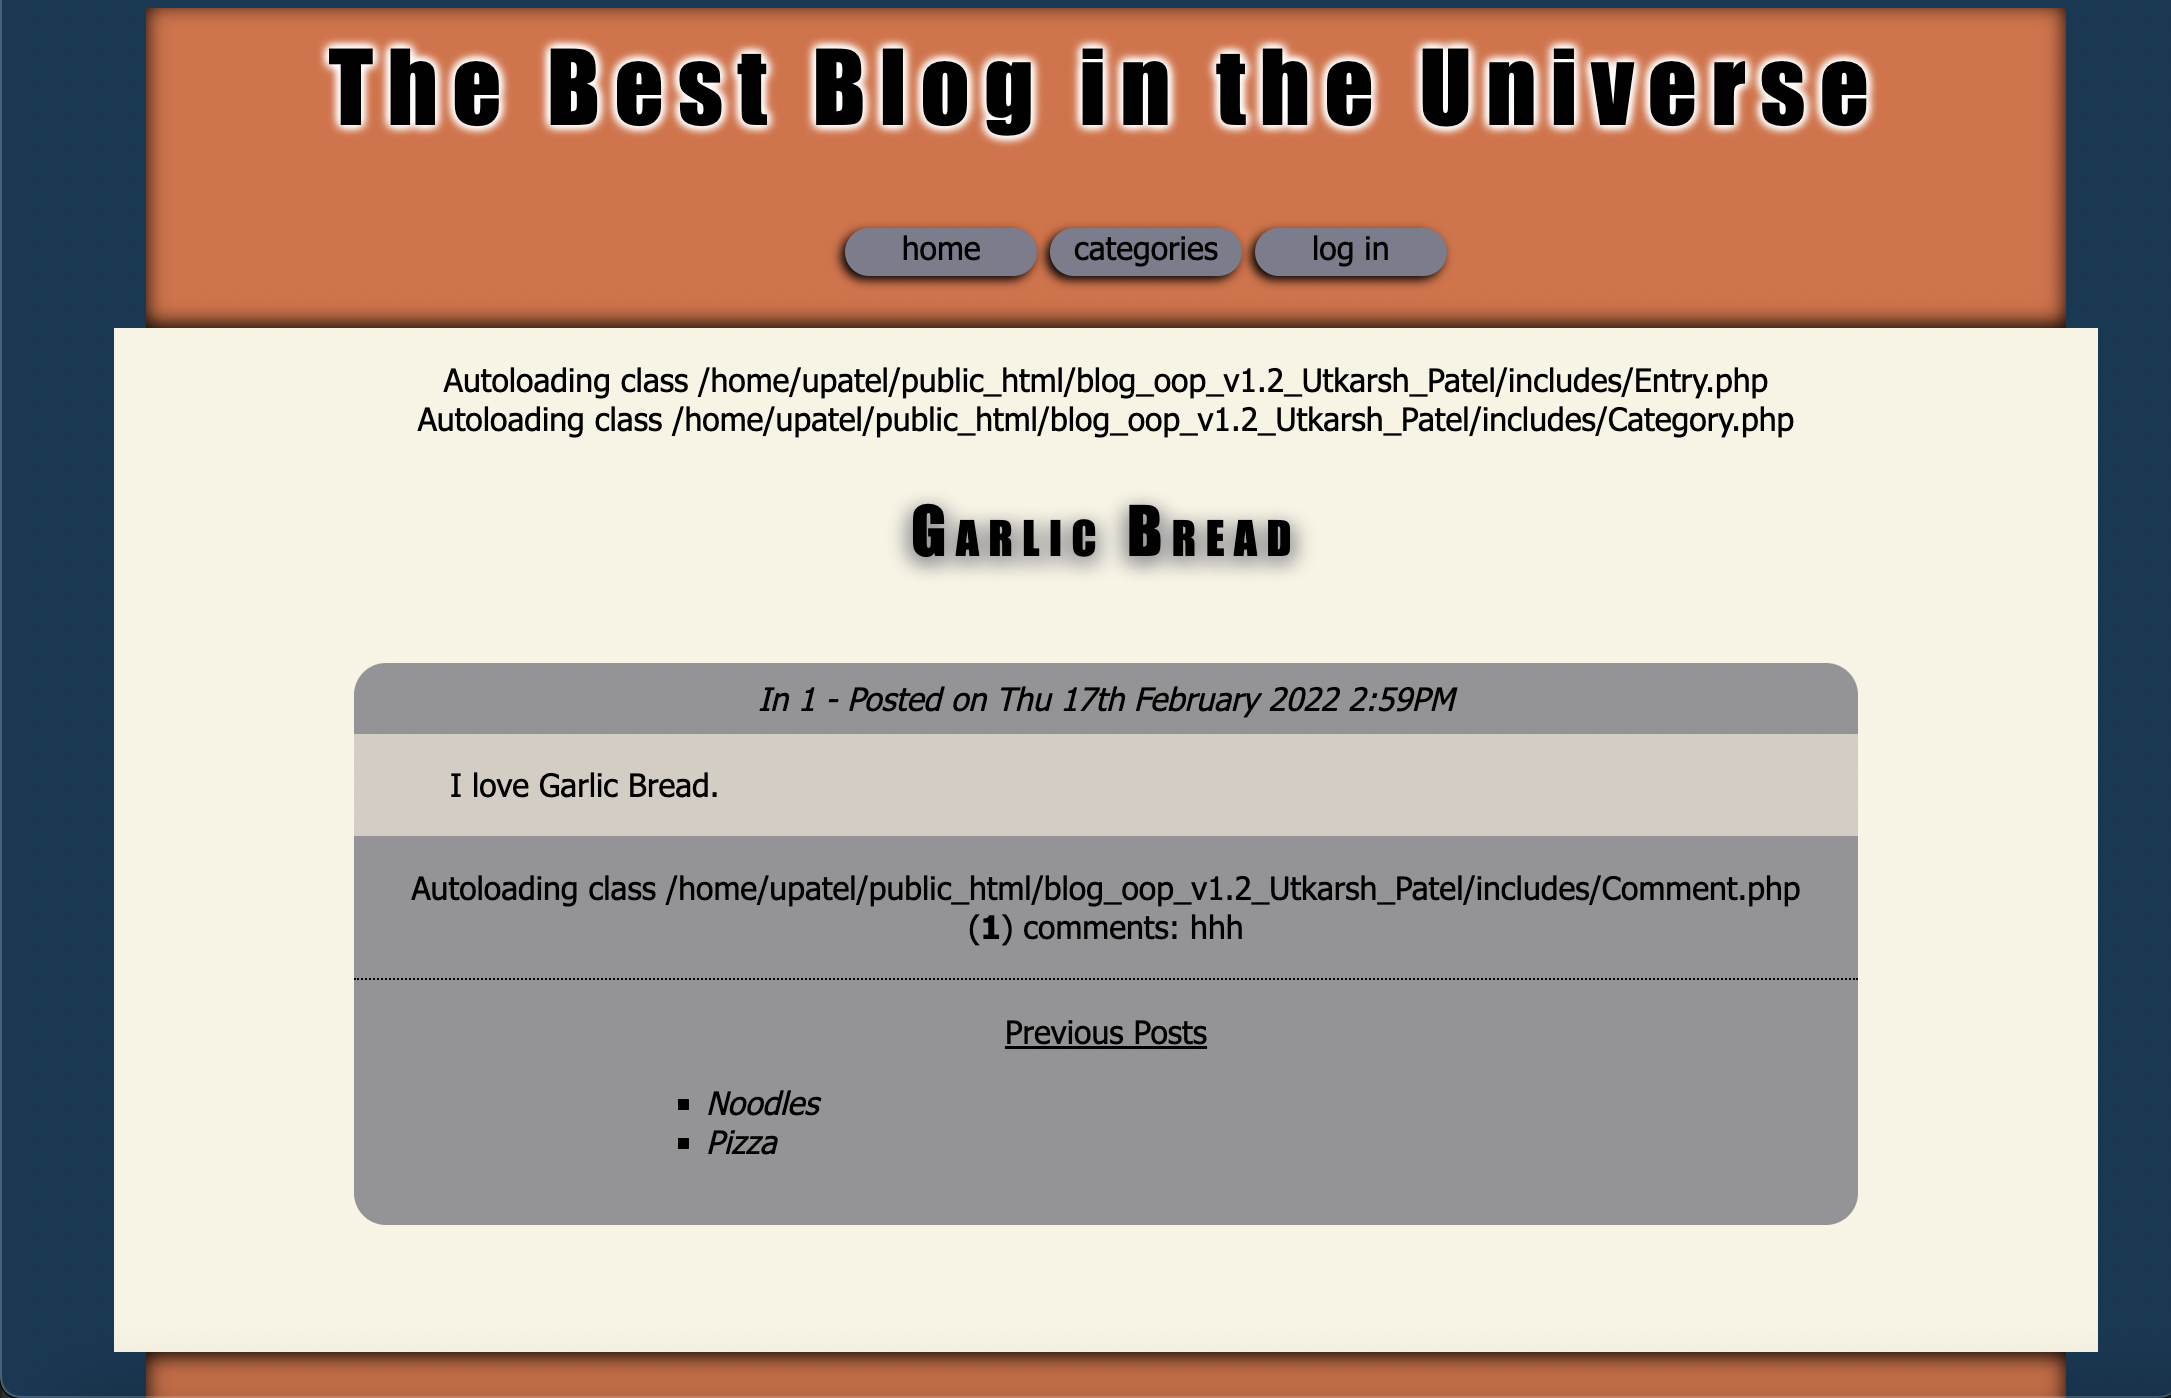 The Best Blog in the Universe
home categories log in
Autoloading class /home/upatel/public_html/blog_oop_v1.2_Utkarsh_Patel/includes/Entry.php
Autoloading class /home/upatel/public_html/blog_oop_v1.2_Utkarsh_Patel/includes/Category.php
Garlic Bread
In 1 - Posted on Thu 17th February 2022 2:59PM
I love Garlic Bread.
Autoloading class /home/upatel/public_html/blog_oop_v1.2_Utkarsh_Patel/includes/Comment.php
(1) comments: hhh
Previous Posts
Noodles
Pizza